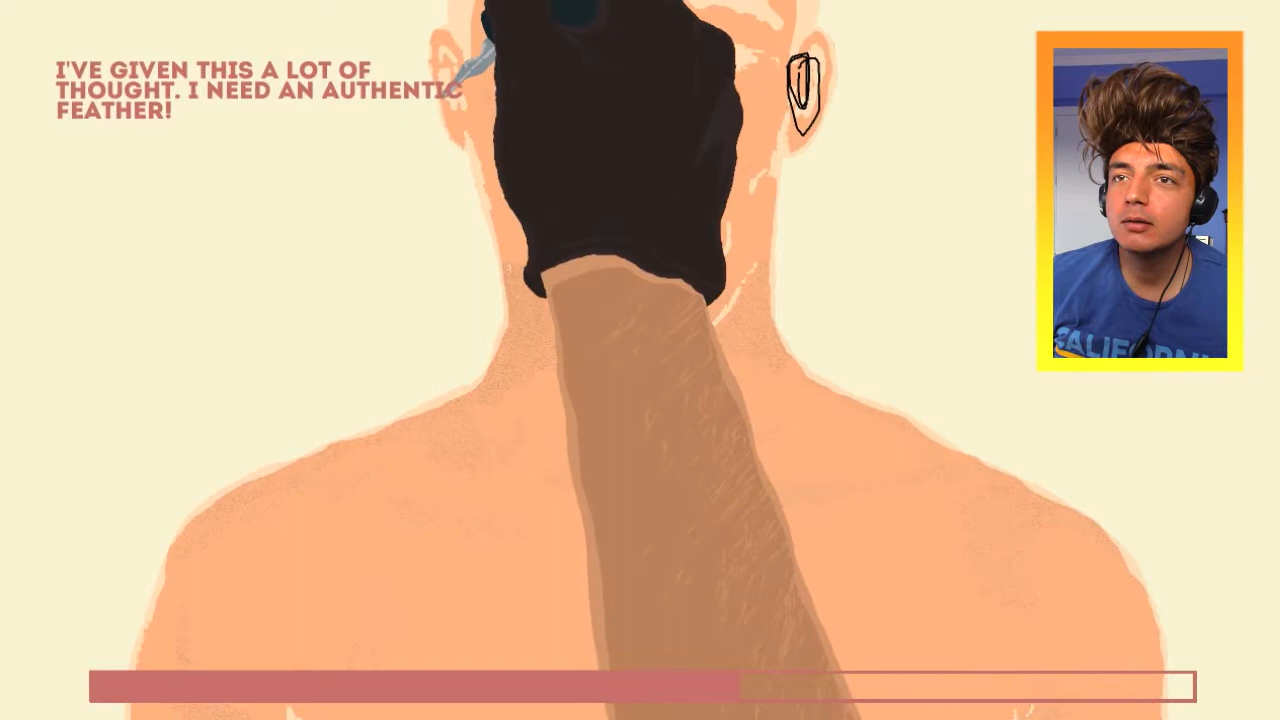 I'VE GIVEN THIS A LOT OF
THOUGHT. I NEED AN AUTHENTIC
FEATHER!